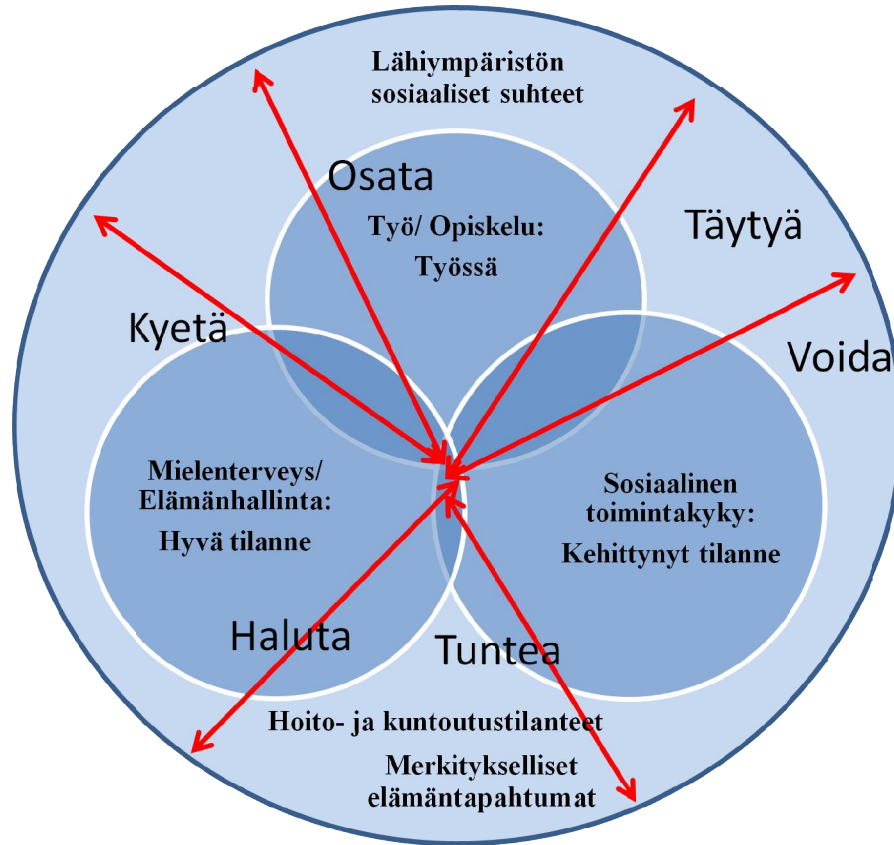 Lähiympäristön
sosiaaliset suhteet
Osata
Työ/ Opiskelu:
Työssä
Täytyä
Kyetä
Voida
Mielenterveys/
Elämänhallinta:
Hyvä tilanne
Sosiaalinen
toimintakyky:
Kehittynyt tilanne
Haluta
Tuntea
Hoito- ja kuntoutustilanteet
Merkitykselliset
elämäntapahtumat